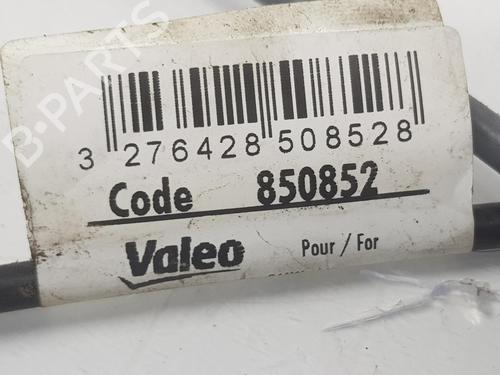 B-PARTS
3 276428 508528
Code 850852
Valeo Pour / For